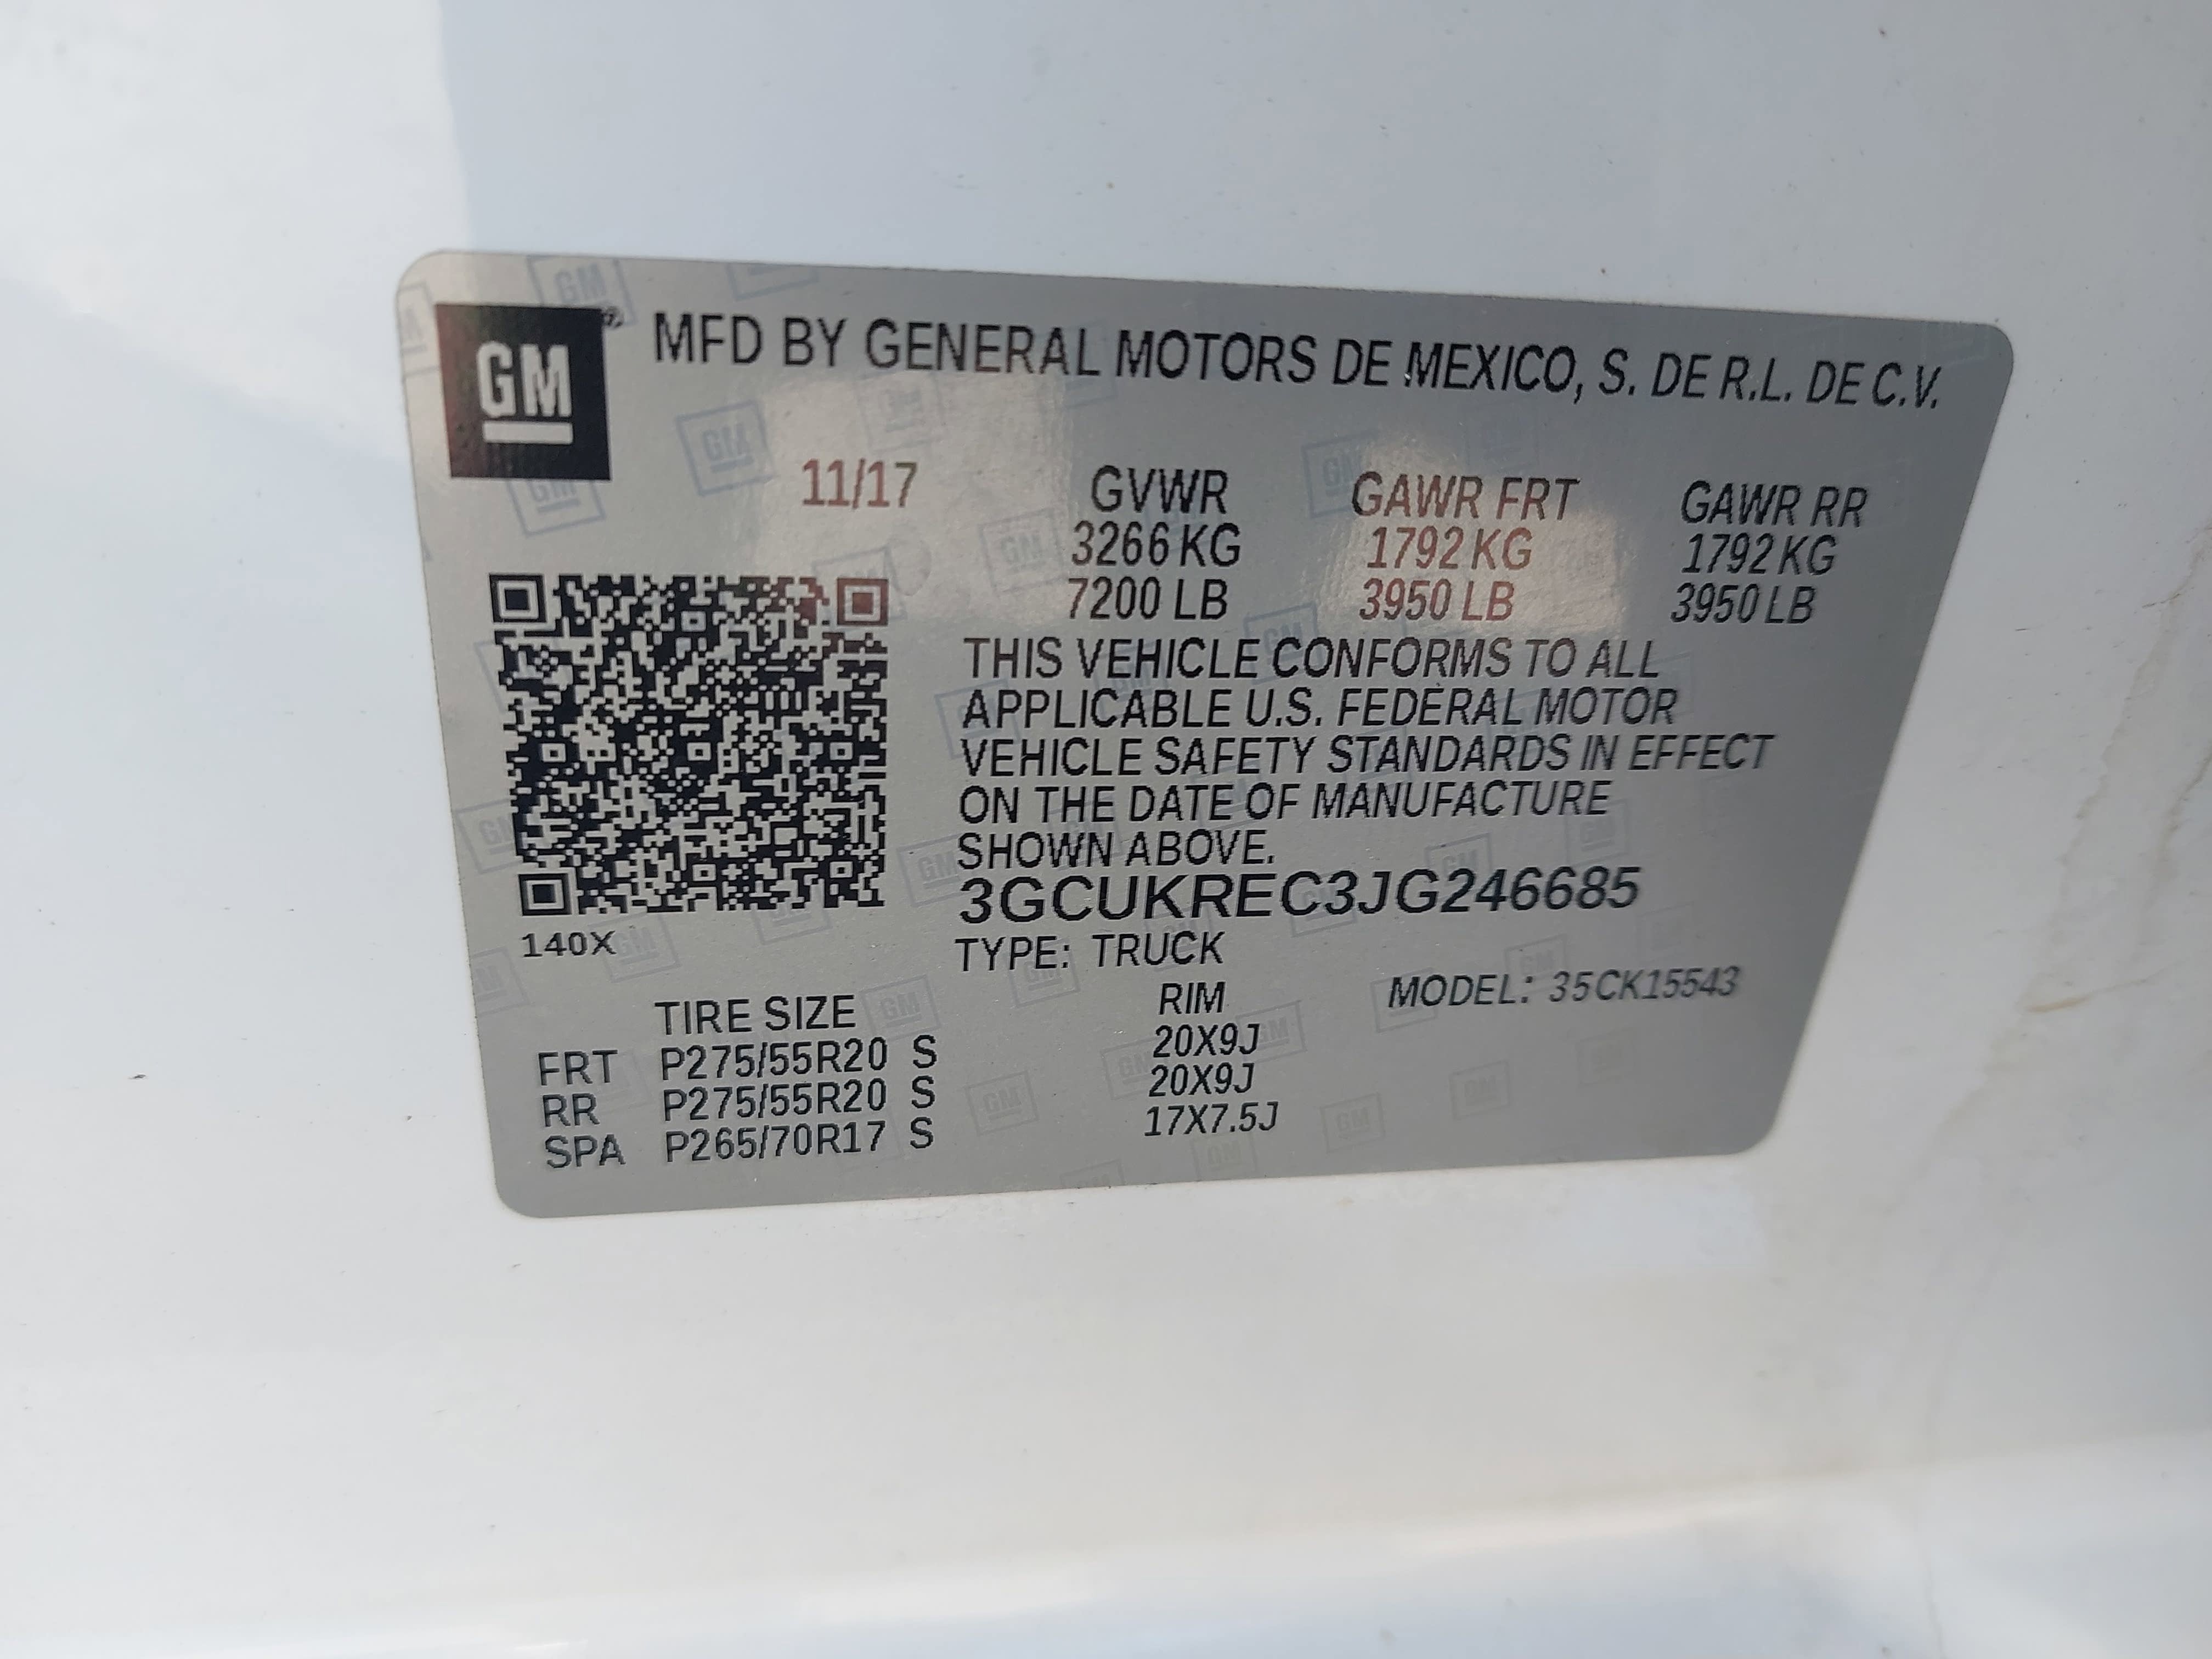 GM
MFD BY GENERAL MOTORS DE MEXICO, S. DE R.L. DE C.V.
11/17 GVWR GAWR FRT GAWR RR
3266 KG 1792 KG 1792 KG
7200 LB 3950 LB 3950 LB
THIS VEHICLE CONFORMS TO ALL
APPLICABLE U.S. FEDERAL MOTOR
VEHICLE SAFETY STANDARDS IN EFFECT
ON THE DATE OF MANUFACTURE
SHOWN ABOVE.
3GCUKREC3JG246685
140X
TYPE: TRUCK
MODEL: 35CK15543
TIRE SIZE RIM
FRT P275/55R20 S 20X9J
RR P275/55R20 S 20X9J
SPA P265/70R17 S 17X7.5J